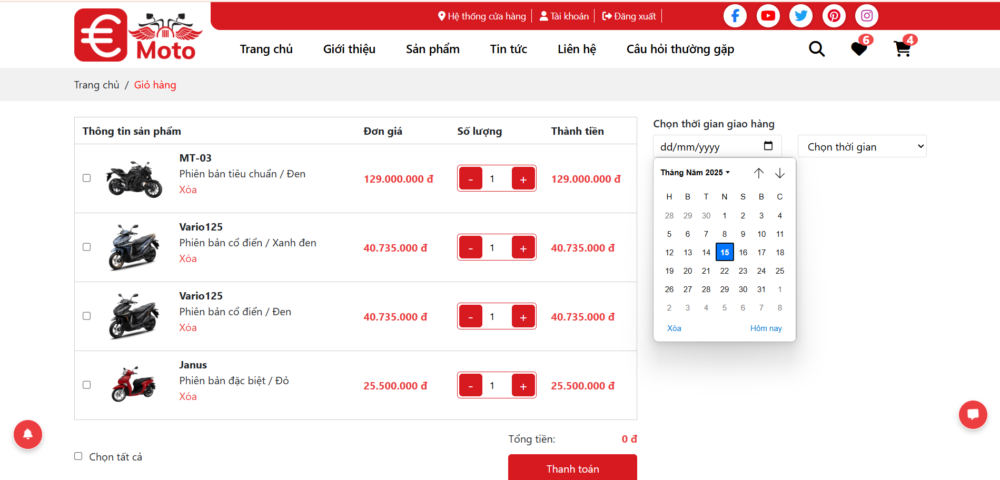 Hệ thống cửa hàng Tài khoản Đăng xuất
€ Moto
Trang chủ Giới thiệu Sản phẩm Tin tức Liên hệ Câu hỏi thường gặp 6 4
Trang chủ / Giỏ hàng
Thông tin sản phẩm Đơn giá Số lượng Thành tiền
MT-03
Phiên bản tiêu chuẩn / Đen
Xóa
129.000.000 đ - 1 + 129.000.000 đ
Vario125
Phiên bản cổ điển / Xanh đen
Xóa
40.735.000 đ - 1 + 40.735.000 đ
Vario125
Phiên bản cổ điển / Đen
Xóa
40.735.000 đ - 1 + 40.735.000 đ
Janus
Phiên bản đặc biệt / Đỏ
Xóa
25.500.000 đ - 1 + 25.500.000 đ
Chọn tất cả
Tổng tiền: 0 đ
Thanh toán
Chọn thời gian giao hàng
dd/mm/yyyy Chọn thời gian
Tháng Năm 2025
H B T N S B C
28 29 30 1 2 3 4
5 6 7 8 9 10 11
12 13 14 15 16 17 18
19 20 21 22 23 24 25
26 27 28 29 30 31 1
2 3 4 5 6 7 8
Xóa Hôm nay